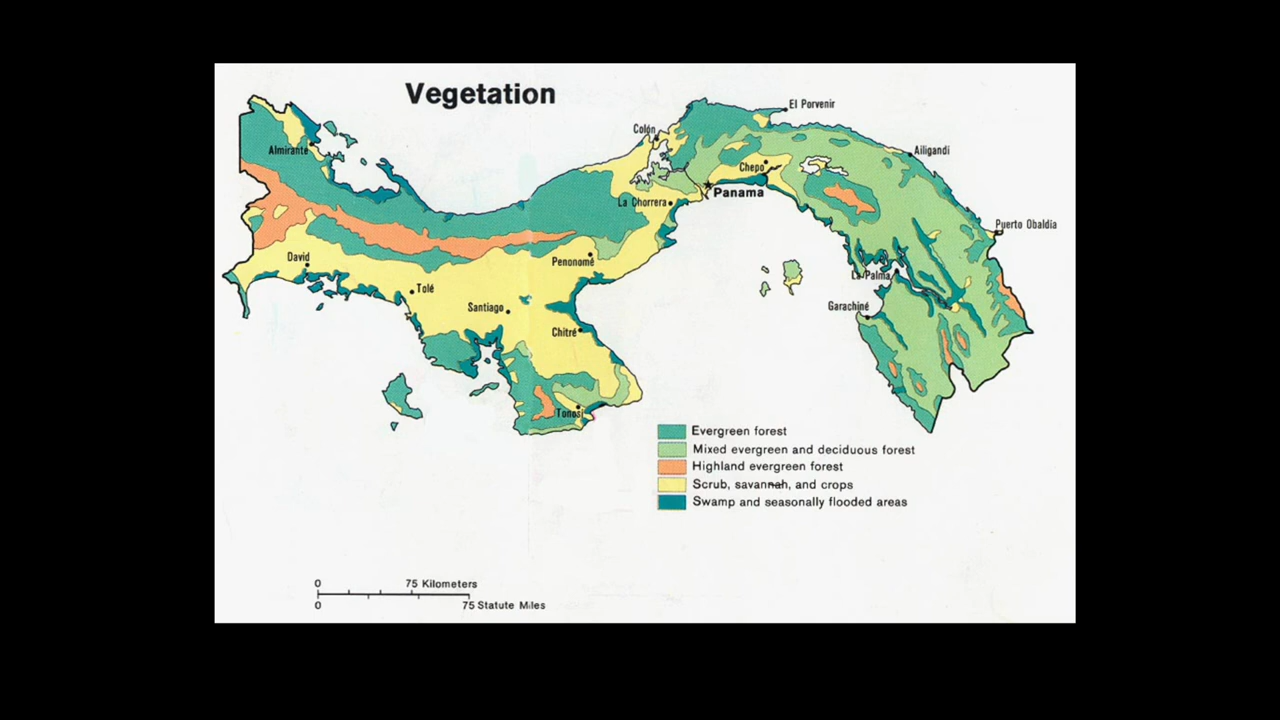 Vegetation
El Porvenir
Colón
Almirante
Ailigandi
Chepo
Panama
La Chorrera
Puerto Obaldía
David
Penonomé
La Palma
Tolé
Santiago
Garachiné
Chitré
Tonosí
Evergreen forest
Mixed evergreen and deciduous forest
Highland evergreen forest
Scrub, savannah, and crops
Swamp and seasonally flooded areas
0 75 Kilometers
0 75 Statute Miles